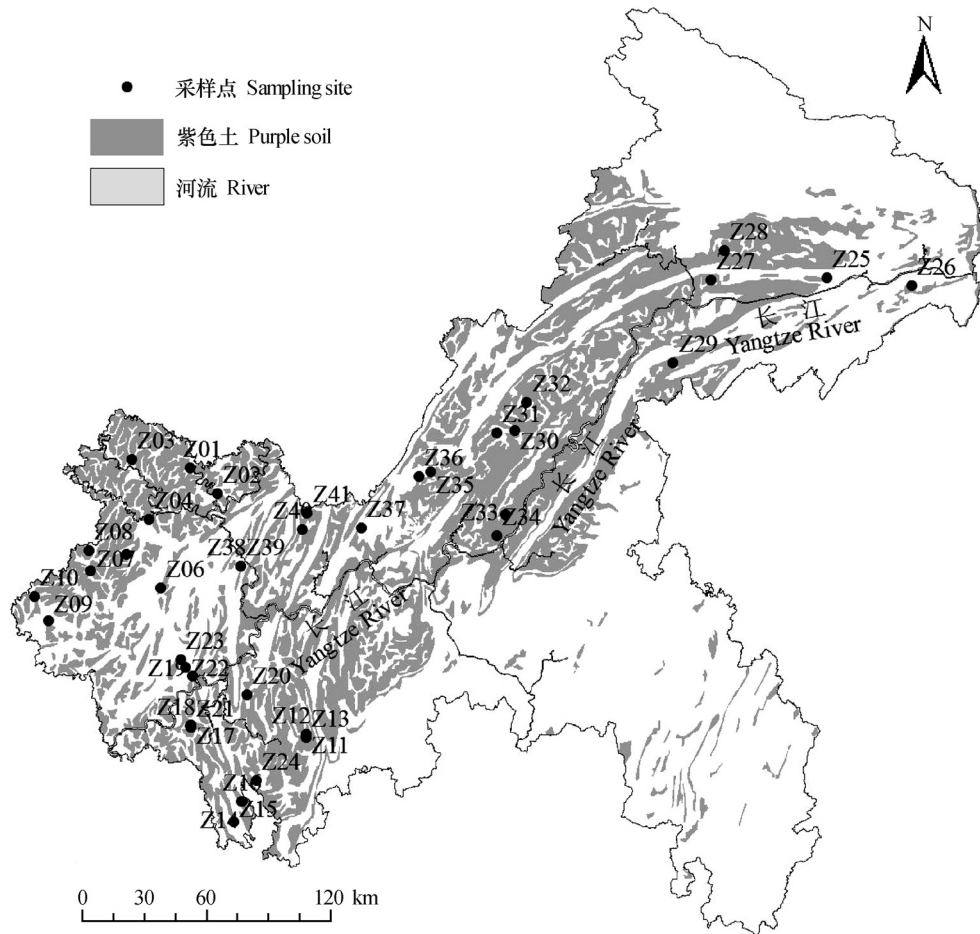 N
采样点 Sampling site
紫色土 Purple soil
河流 River
Z28
Z27
Z25
Z26
长江
Yangtze River
Z29
Z32
Z31
Z30
长江
Yangtze River
Z03
Z01
Z02
Z36
Z35
Z04
Z41
Z40
Z37
Z33
Z34
Z08
Z07
Z38
Z39
Z06
Z10
Z09
长江
Yangtze River
Z23
Z19
Z22
Z20
Z18
Z21
Z17
Z12
Z13
Z11
Z24
Z15
Z14
0 60 120 km